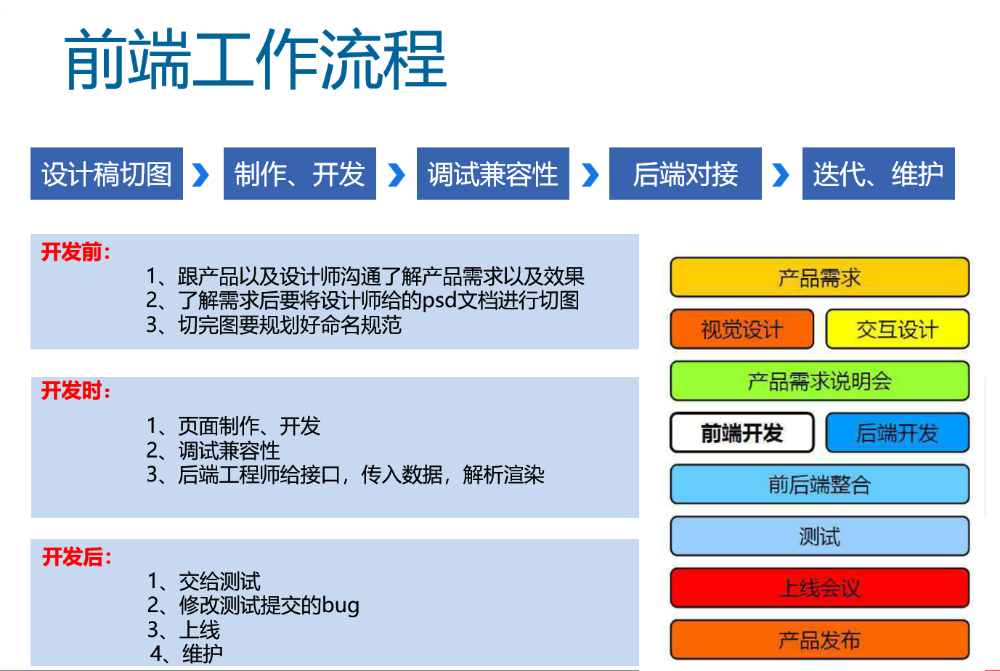 前端工作流程
设计稿切图
制作、开发
调试兼容性
后端对接
迭代、维护
开发前：
1、跟产品以及设计师沟通了解产品需求以及效果
2、了解需求后要将设计师给的psd文档进行切图
3、切完图要规划好命名规范
开发时：
1、页面制作、开发
2、调试兼容性
3、后端工程师给接口，传入数据，解析渲染
开发后：
1、交给测试
2、修改测试提交的bug
3、上线
4、维护
产品需求
视觉设计
交互设计
产品需求说明会
前端开发
后端开发
前后端整合
测试
上线会议
产品发布